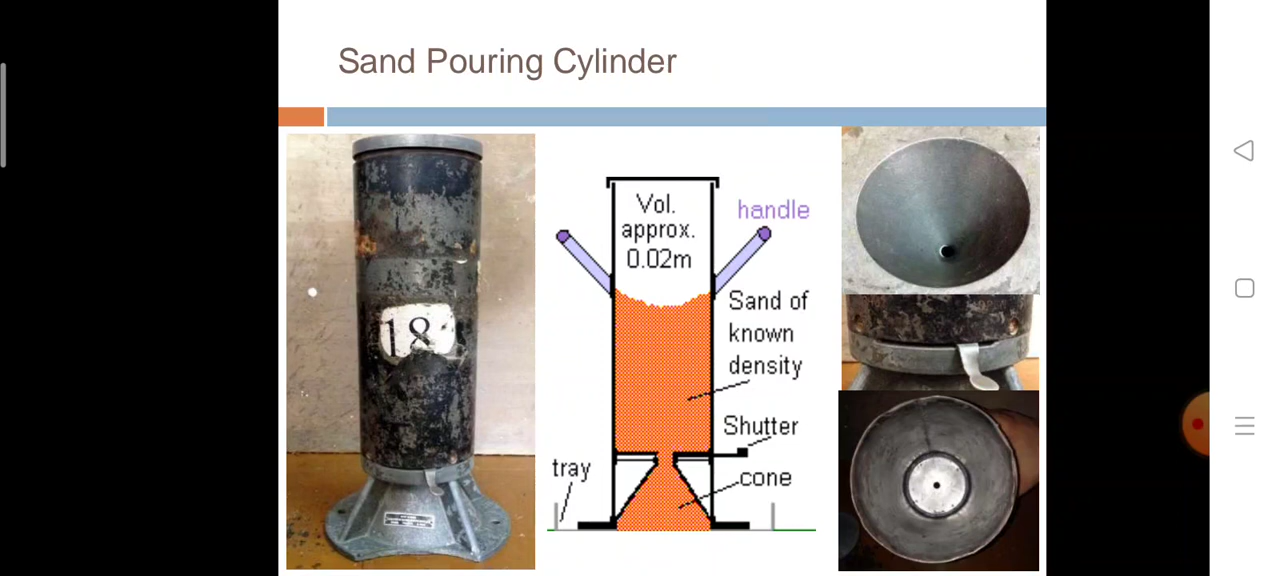 Sand Pouring Cylinder
18
Vol.
approx.
0.02m
handle
Sand of
known
density
Shutter
tray
cone